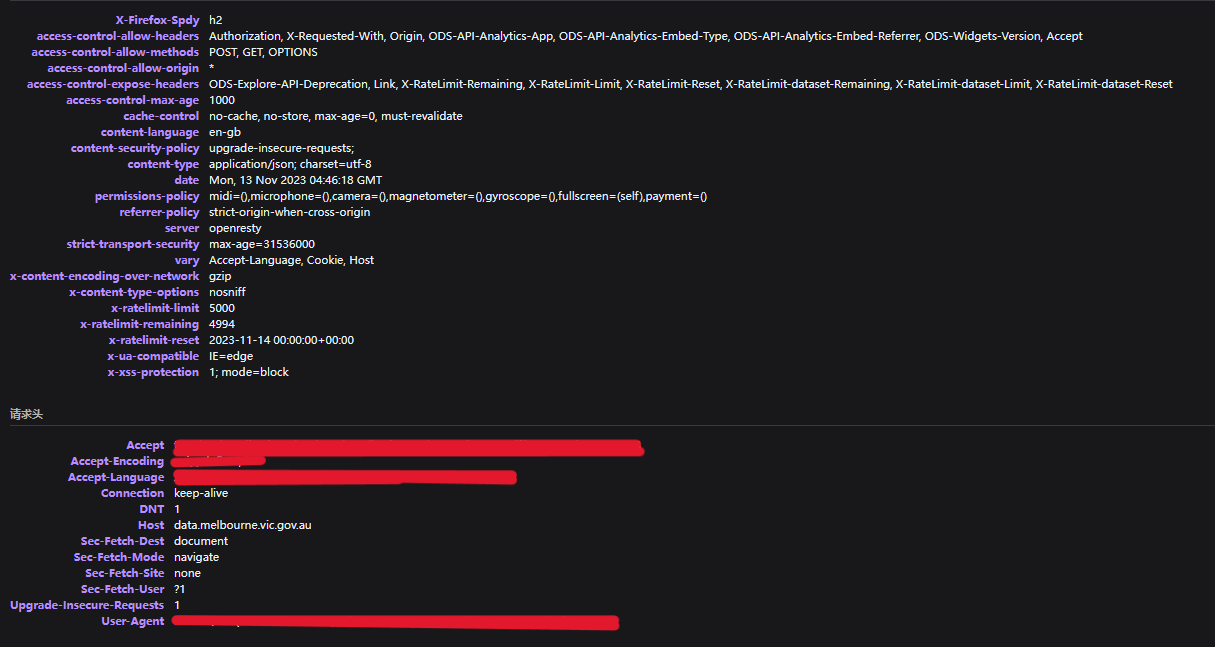 X-Firefox-Spdy h2
access-control-allow-headers Authorization, X-Requested-With, Origin, ODS-API-Analytics-App, ODS-API-Analytics-Embed-Type, ODS-API-Analytics-Embed-Referrer, ODS-Widgets-Version, Accept
access-control-allow-methods POST, GET, OPTIONS
access-control-allow-origin *
access-control-expose-headers ODS-Explore-API-Deprecation, Link, X-RateLimit-Remaining, X-RateLimit-Limit, X-RateLimit-Reset, X-RateLimit-dataset-Remaining, X-RateLimit-dataset-Limit, X-RateLimit-dataset-Reset
access-control-max-age 1000
cache-control no-cache, no-store, max-age=0, must-revalidate
content-language en-gb
content-security-policy upgrade-insecure-requests;
content-type application/json; charset=utf-8
date Mon, 13 Nov 2023 04:46:18 GMT
permissions-policy midi=(),microphone=(),camera=(),magnetometer=(),gyroscope=(),fullscreen=(self),payment=()
referrer-policy strict-origin-when-cross-origin
server openresty
strict-transport-security max-age=31536000
vary Accept-Language, Cookie, Host
x-content-encoding-over-network gzip
x-content-type-options nosniff
x-ratelimit-limit 5000
x-ratelimit-remaining 4994
x-ratelimit-reset 2023-11-14 00:00:00+00:00
x-ua-compatible IE=edge
x-xss-protection 1; mode=block
请求头
Accept
Accept-Encoding
Accept-Language
Connection keep-alive
DNT 1
Host data.melbourne.vic.gov.au
Sec-Fetch-Dest document
Sec-Fetch-Mode navigate
Sec-Fetch-Site none
Sec-Fetch-User ?1
Upgrade-Insecure-Requests 1
User-Agent